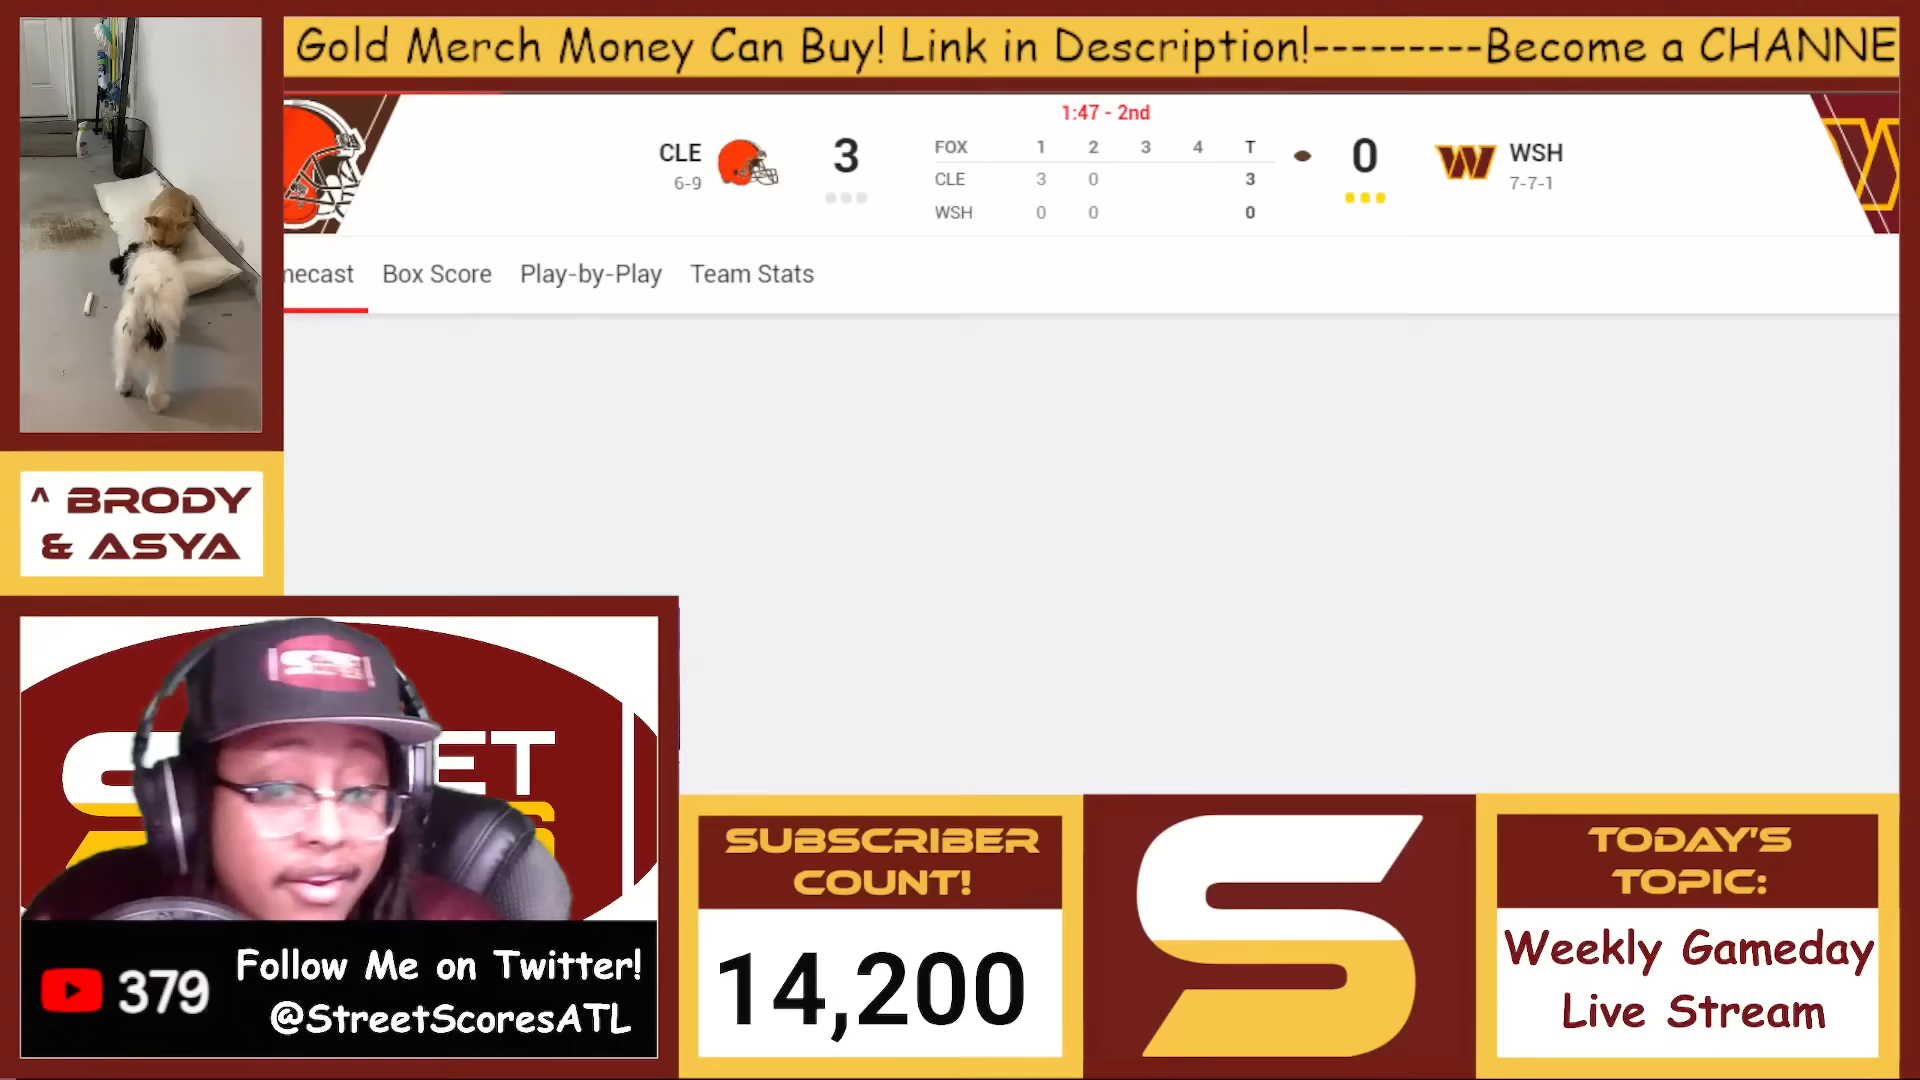 Gold Merch Money Can Buy! Link in Description!---------Become a CHANNE
1:47 - 2nd
CLE 3 FOX 1 2 3 4 T 0 WSH
6-9 CLE 3 0 3 7-7-1
WSH 0 0 0
necast Box Score Play-by-Play Team Stats
^ BRODY
& ASYA
ET
379 Follow Me on Twitter!
@StreetScoresATL
SUBSCRIBER
COUNT!
14,200
TODAY'S
TOPIC:
Weekly Gameday
Live Stream